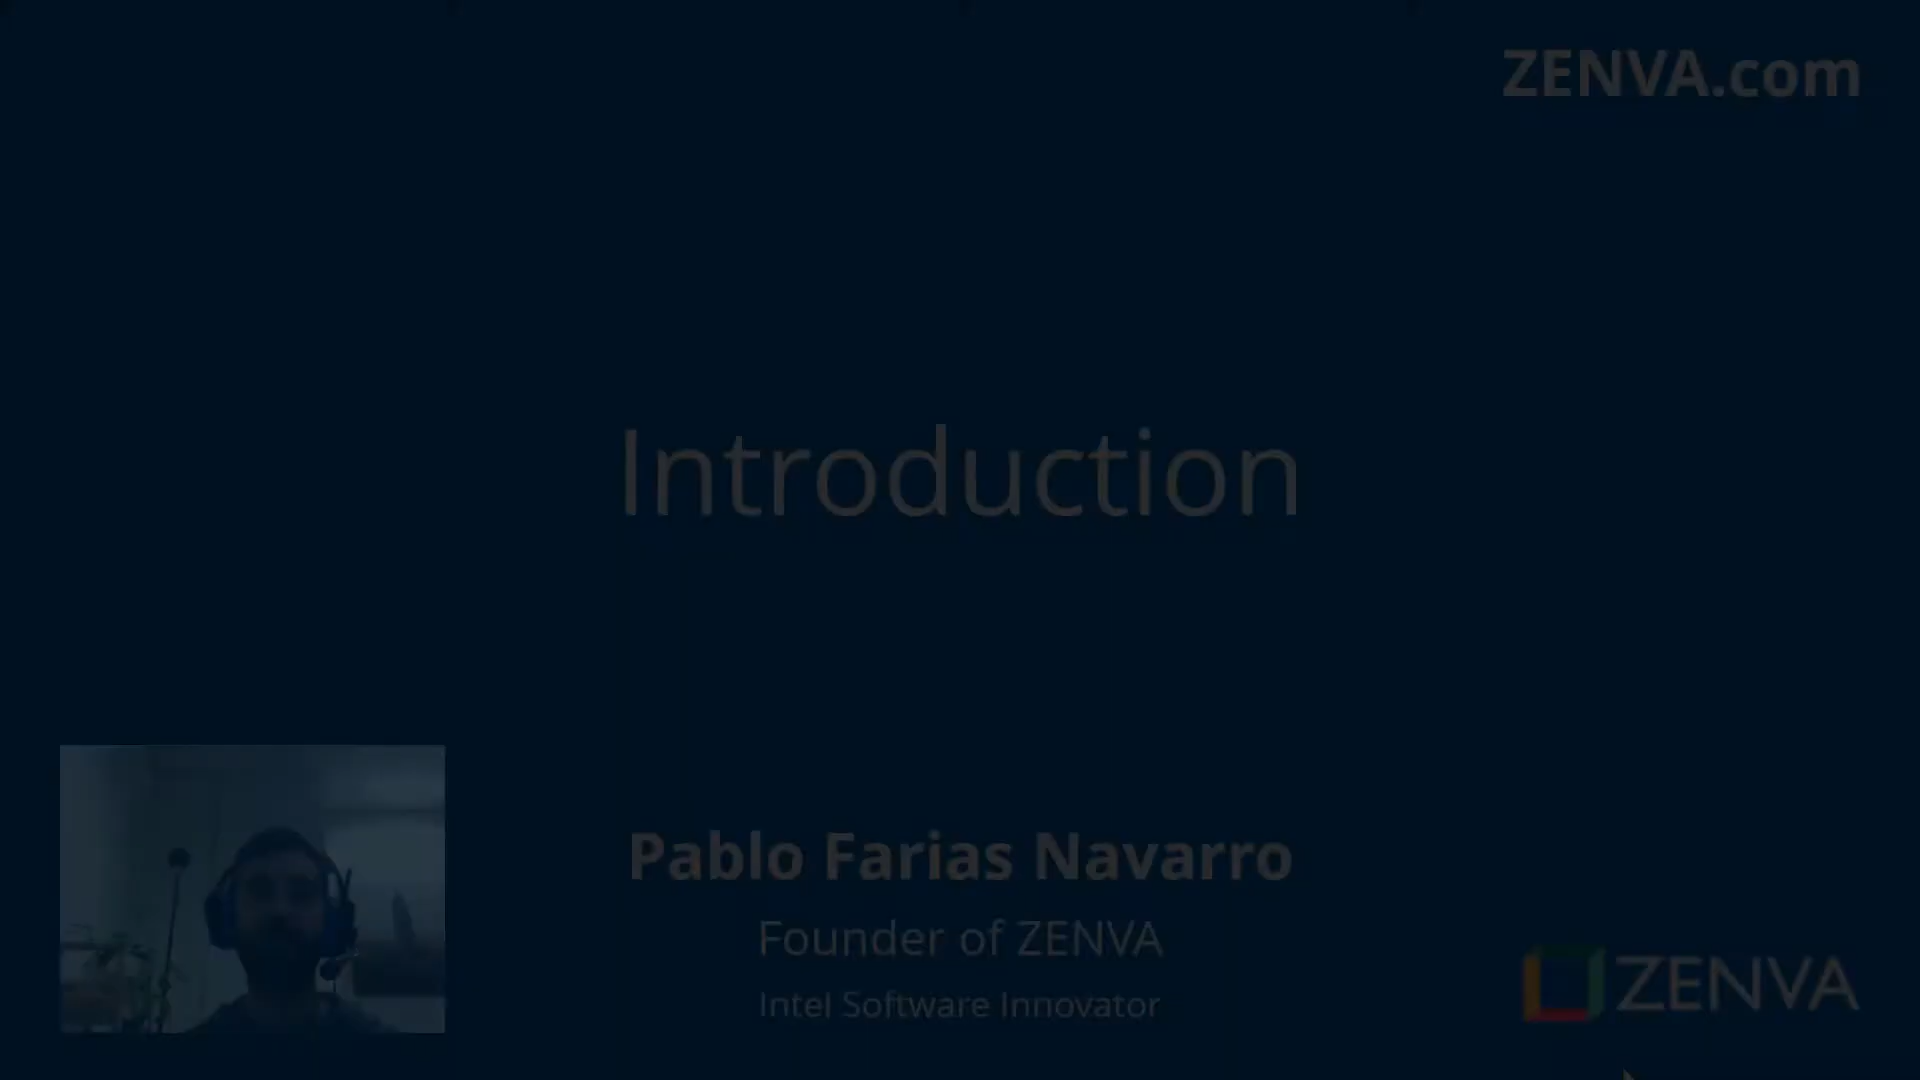 ZENVA.com
Introduction
Pablo Farias Navarro
Founder of ZENVA
Intel Software Innovator
ZENVA